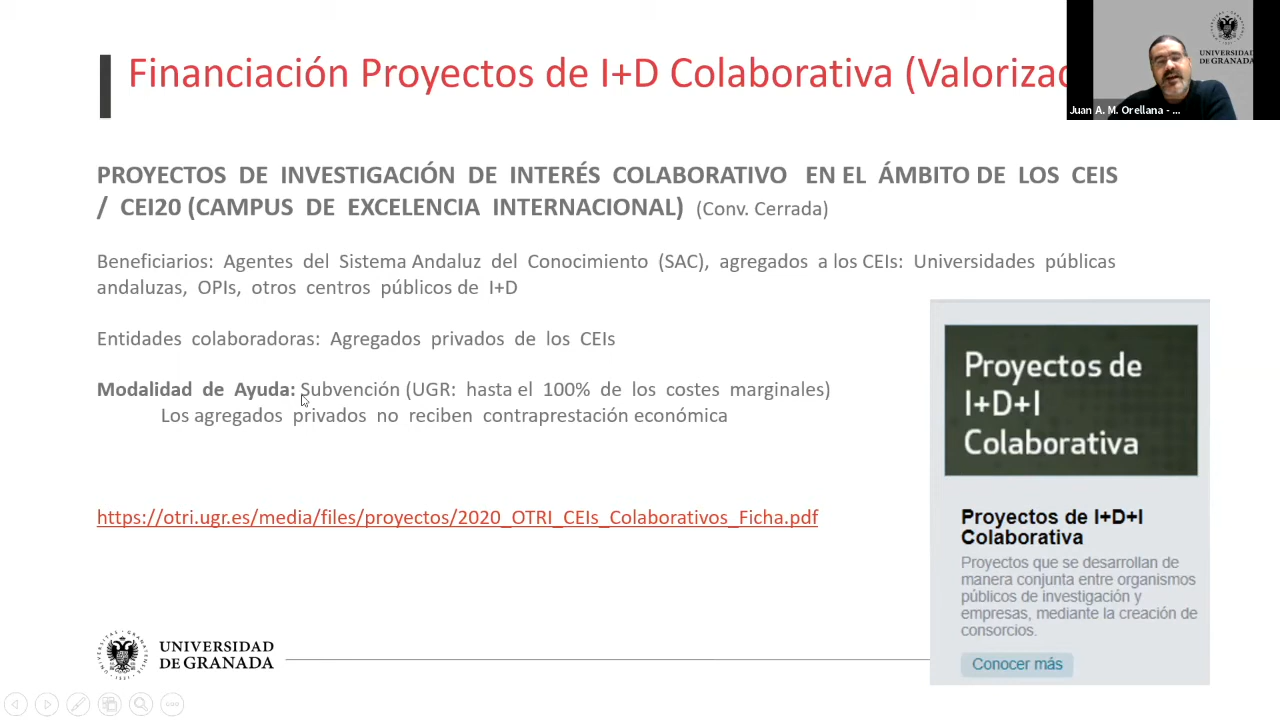 Financiación Proyectos de I+D Colaborativa (Valorizac
UNIVERSIDAD
DE GRANADA
Juan A. M. Orellana - ...
PROYECTOS DE INVESTIGACIÓN DE INTERÉS COLABORATIVO EN EL ÁMBITO DE LOS CEIS
/ CEI20 (CAMPUS DE EXCELENCIA INTERNACIONAL) (Conv. Cerrada)
Beneficiarios: Agentes del Sistema Andaluz del Conocimiento (SAC), agregados a los CEIs: Universidades públicas
andaluzas, OPIs, otros centros públicos de I+D
Entidades colaboradoras: Agregados privados de los CEIs
Modalidad de Ayuda: Subvención (UGR: hasta el 100% de los costes marginales)
Los agregados privados no reciben contraprestación económica
https://otri.ugr.es/media/files/proyectos/2020_OTRI_CEIs_Colaborativos_Ficha.pdf
Proyectos de
I+D+I
Colaborativa
Proyectos de I+D+I
Colaborativa
Proyectos que se desarrollan de
manera conjunta entre organismos
públicos de investigación y
empresas, mediante la creación de
consorcios.
Conocer más
UNIVERSIDAD
DE GRANADA